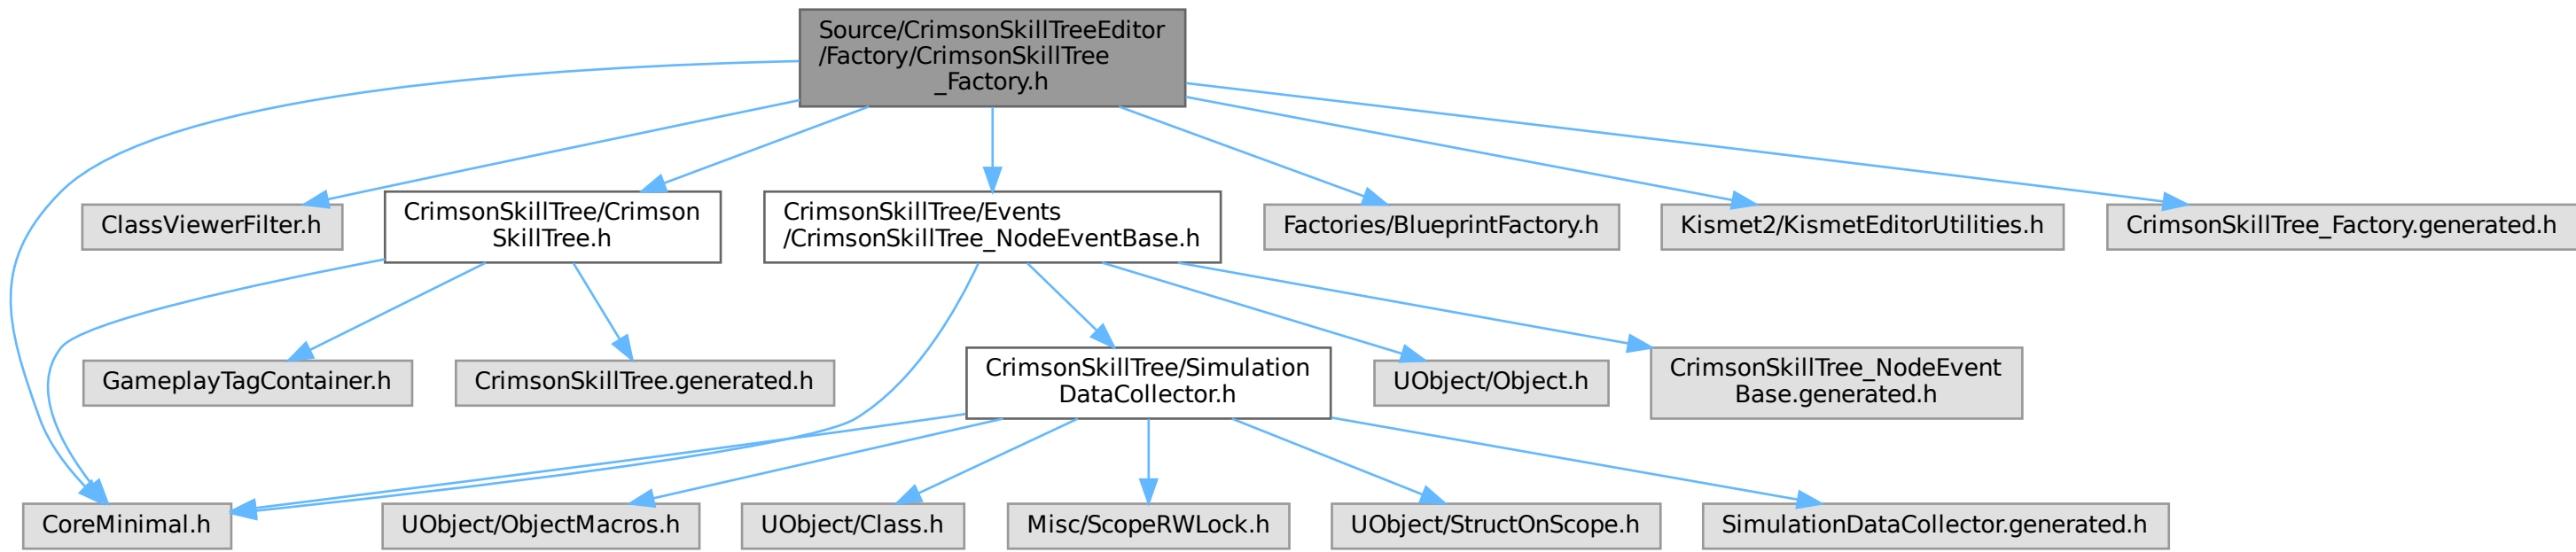 Source/CrimsonSkillTreeEditor
/Factory/CrimsonSkillTree
_Factory.h
ClassViewerFilter.h
CrimsonSkillTree/Crimson
SkillTree.h
CrimsonSkillTree/Events
/CrimsonSkillTree_NodeEventBase.h
Factories/BlueprintFactory.h
Kismet2/KismetEditorUtilities.h
CrimsonSkillTree_Factory.generated.h
GameplayTagContainer.h
CrimsonSkillTree.generated.h
CrimsonSkillTree/Simulation
DataCollector.h
UObject/Object.h
CrimsonSkillTree_NodeEvent
Base.generated.h
CoreMinimal.h
UObject/ObjectMacros.h
UObject/Class.h
Misc/ScopeRWLock.h
UObject/StructOnScope.h
SimulationDataCollector.generated.h